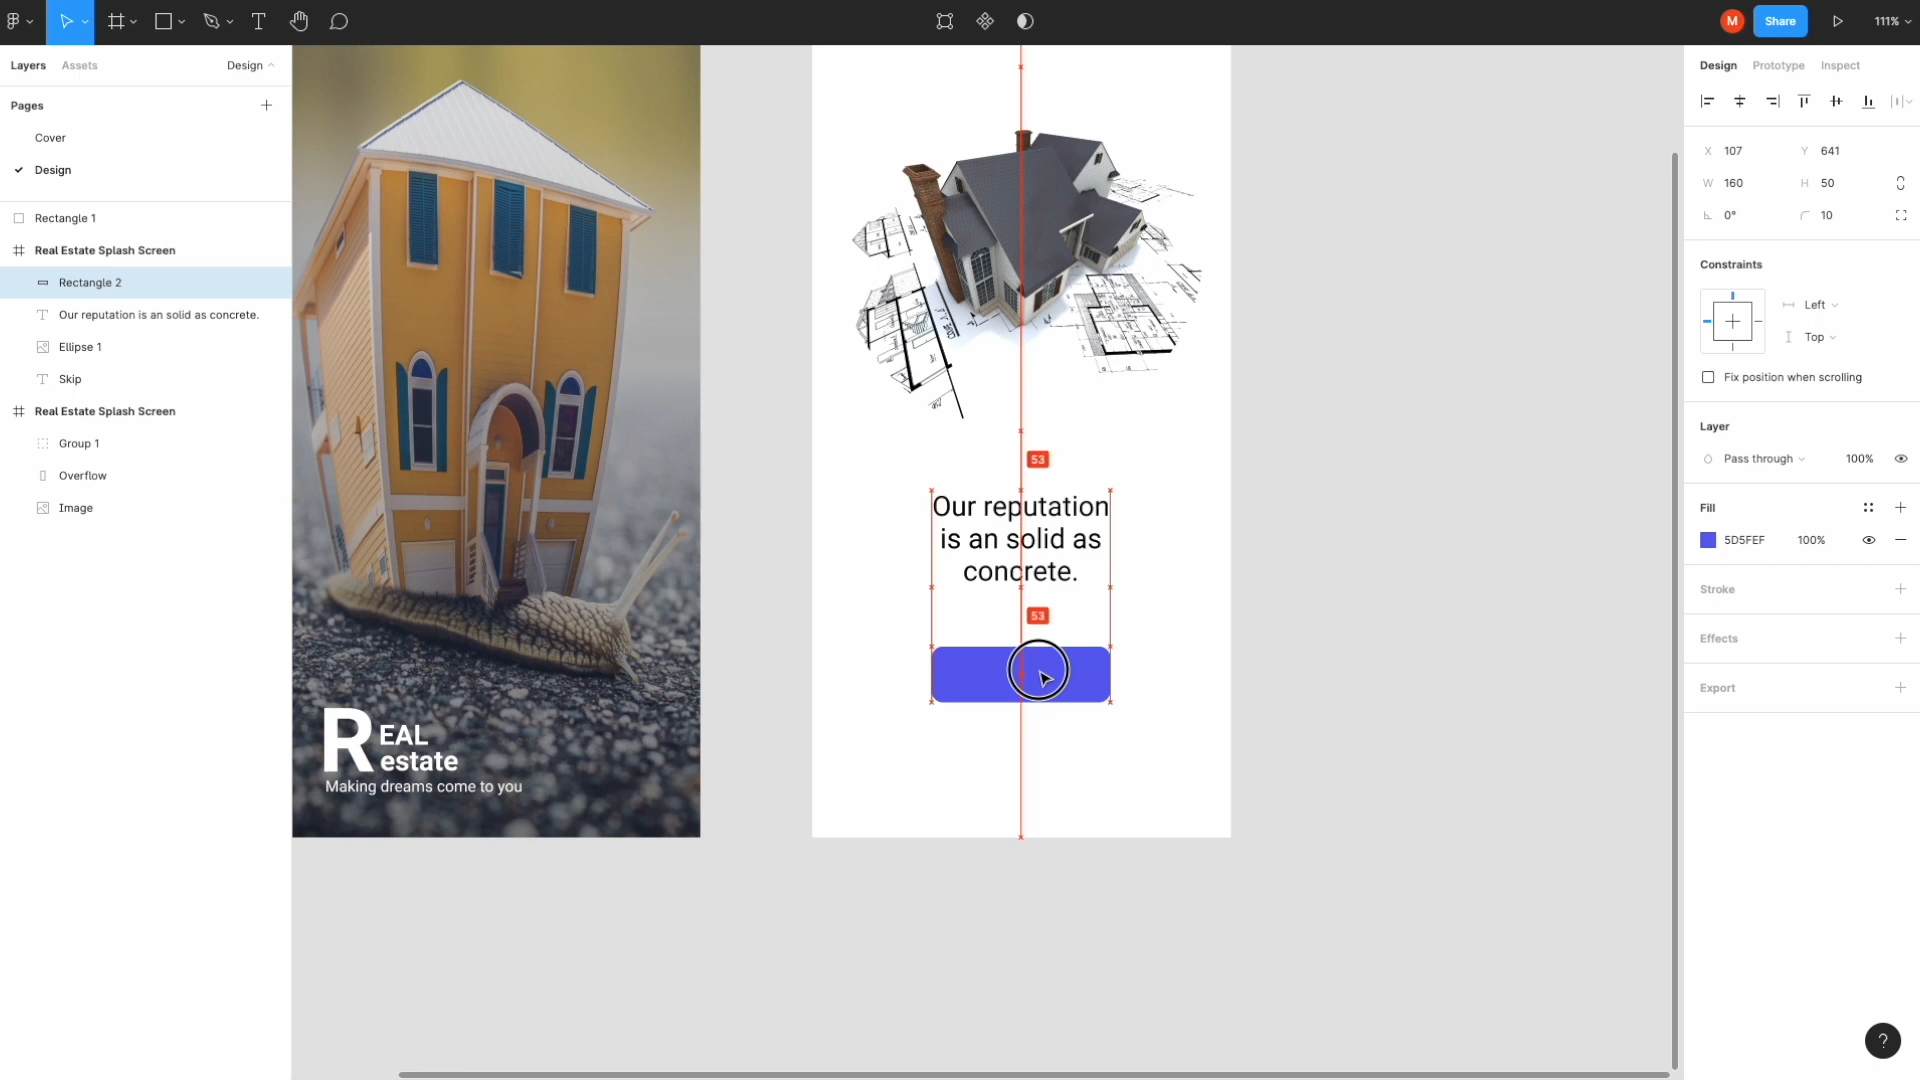 M
Share
111%
Layers
Assets
Design
Pages
Cover
Design
Rectangle 1
Real Estate Splash Screen
Rectangle 2
Our reputation is an solid as concrete.
Ellipse 1
Skip
Real Estate Splash Screen
Group 1
Overflow
Image
REAL
estate
Making dreams come to you
53
Our reputation
is an solid as
concrete.
53
Design
Prototype
Inspect
X 107
Y 641
W 160
H 50
0°
10
Constraints
Left
Top
Fix position when scrolling
Layer
Pass through
100%
Fill
5D5FEF
100%
Stroke
Effects
Export
?